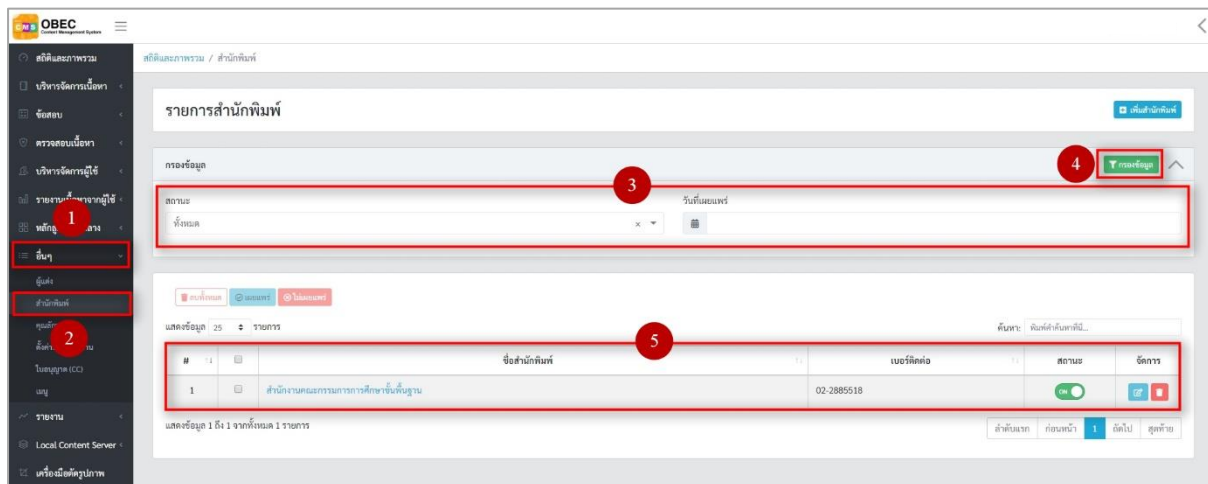 CMS OBEC
Content Management System
สถิติและภาพรวม
สถิติและภาพรวม / สำนักพิมพ์
บริหารจัดการเนื้อหา
รายการสำนักพิมพ์
เพิ่มสำนักพิมพ์
ข้อสอบ
ตรวจสอบเนื้อหา
บริหารจัดการผู้ใช้
กรองข้อมูล
4
กรองข้อมูล
3
สถานะ
วันที่เผยแพร่
ทั้งหมด
×
1
อื่นๆ
ผู้แต่ง
สำนักพิมพ์
2
ใบอนุญาต (CC)
เมนู
รายงาน
Local Content Server
เครื่องมือตัดรูปภาพ
ลบทั้งหมด เผยแพร่ ไม่เผยแพร่
แสดงข้อมูล 25 รายการ
ค้นหา: พิมพ์คำค้นหาที่นี่...
5
# ชื่อสำนักพิมพ์ เบอร์ติดต่อ สถานะ จัดการ
1 สำนักงานคณะกรรมการการศึกษาขั้นพื้นฐาน 02-2885518 ON
แสดงข้อมูล 1 ถึง 1 จากทั้งหมด 1 รายการ
ลำดับแรก ก่อนหน้า 1 ถัดไป สุดท้าย